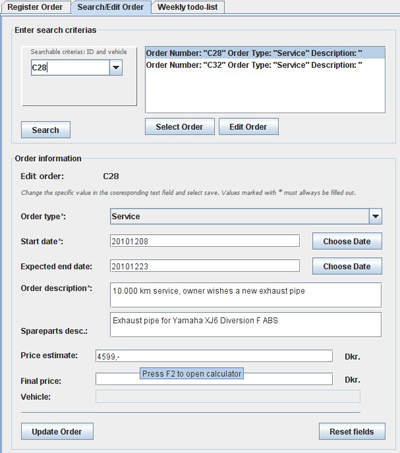 Register Order Search/Edit Order Weekly todo-list
Enter search criterias
Searchable criterias: ID and vehicle
C28
Order Number: "C28" Order Type: "Service" Description: "
Order Number: "C32" Order Type: "Service" Description: "
Search
Select Order Edit Order
Order information
Edit order: C28
Change the specific value in the cooresponding text field and select save. Values marked with * must allways be filled out.
Order type*: Service
Start date*: 20101208 Choose Date
Expected end date: 20101223 Choose Date
Order description*: 10.000 km service, owner wishes a new exhaust pipe
Spareparts desc.: Exhaust pipe for Yamaha XJ6 Diversion F ABS
Price estimate: 4599,- Dkr.
Press F2 to open calculator
Final price: Dkr.
Vehicle:
Update Order Reset fields